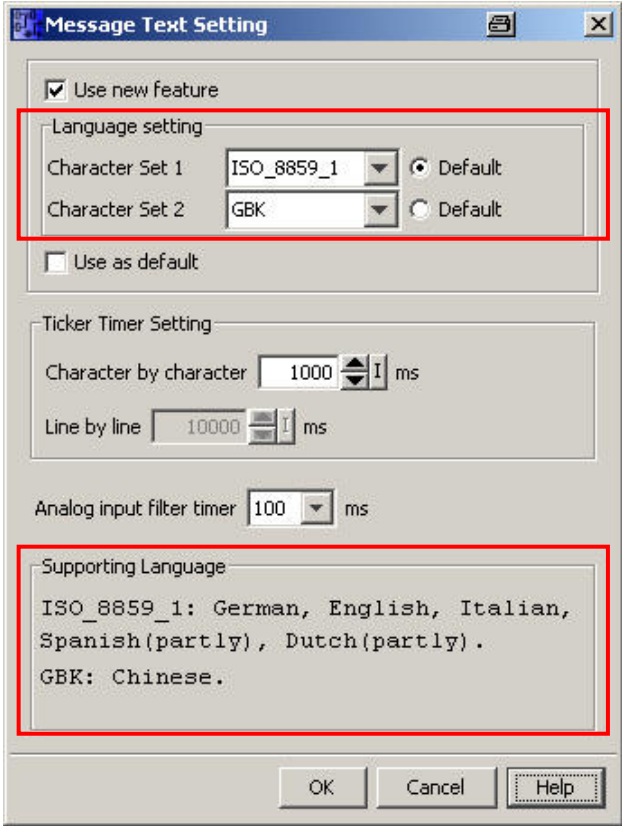 Message Text Setting
Use new feature
Language setting
Character Set 1 ISO_8859_1 Default
Character Set 2 GBK Default
Use as default
Ticker Timer Setting
Character by character 1000 I ms
Line by line 10000 I ms
Analog input filter timer 100 ms
Supporting Language
ISO_8859_1: German, English, Italian,
Spanish(partly), Dutch(partly).
GBK: Chinese.
OK Cancel Help